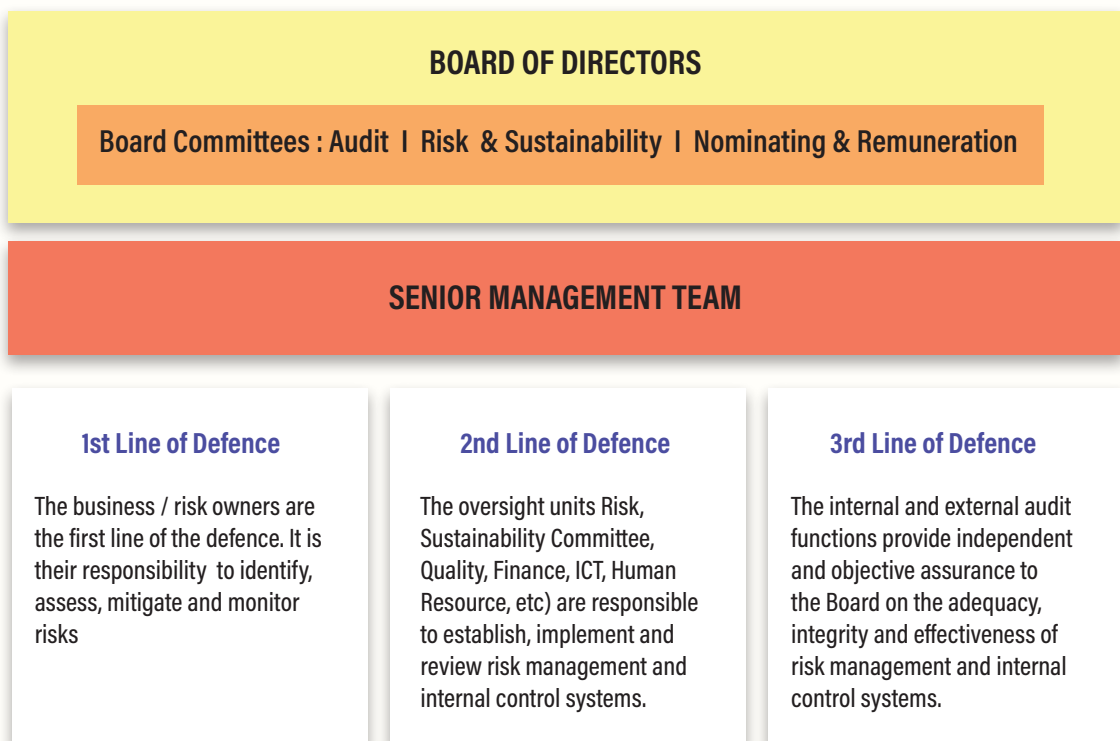 BOARD OF DIRECTORS
Board Committees : Audit I Risk & Sustainability I Nominating & Remuneration
SENIOR MANAGEMENT TEAM
1st Line of Defence
The business / risk owners are
the first line of the defence. It is
their responsibility to identify,
assess, mitigate and monitor
risks
2nd Line of Defence
The oversight units Risk,
Sustainability Committee,
Quality, Finance, ICT, Human
Resource, etc) are responsible
to establish, implement and
review risk management and
internal control systems.
3rd Line of Defence
The internal and external audit
functions provide independent
and objective assurance to
the Board on the adequacy,
integrity and effectiveness of
risk management and internal
control systems.